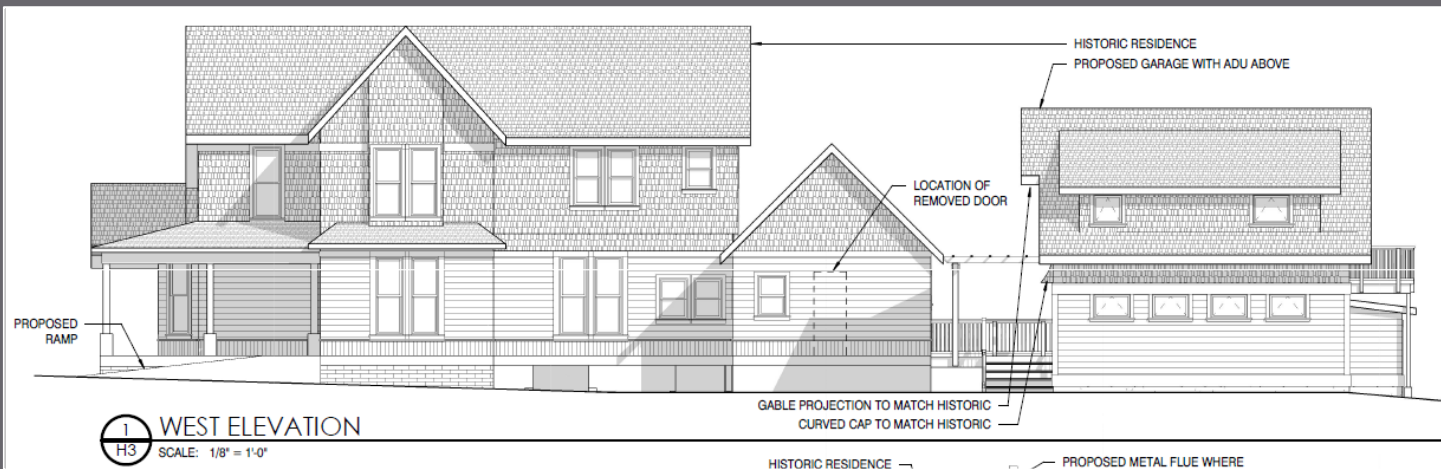 HISTORIC RESIDENCE
PROPOSED GARAGE WITH ADU ABOVE
LOCATION OF
REMOVED DOOR
PROPOSED
RAMP
GABLE PROJECTION TO MATCH HISTORIC
CURVED CAP TO MATCH HISTORIC
1
H3
WEST ELEVATION
SCALE: 1/8" = 1'-0"
HISTORIC RESIDENCE
PROPOSED METAL FLUE WHERE